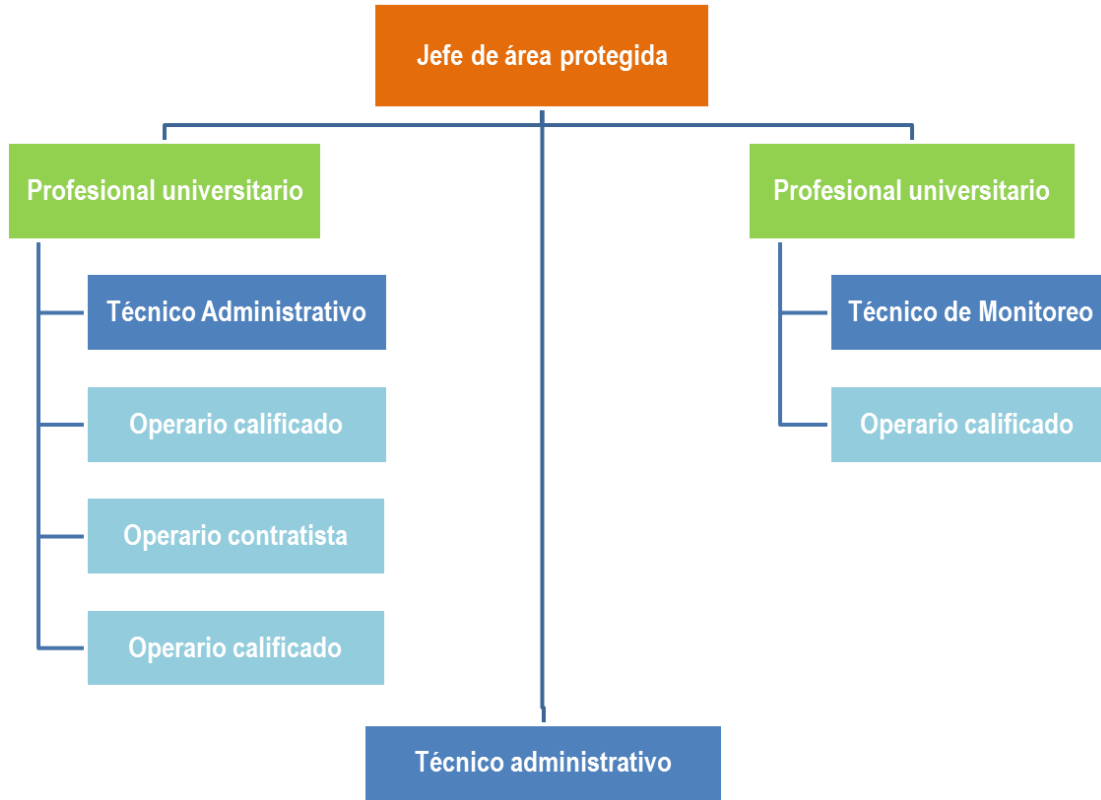 Jefe de área protegida
Profesional universitario
Técnico Administrativo
Operario calificado
Operario contratista
Operario calificado
Profesional universitario
Técnico de Monitoreo
Operario calificado
Técnico administrativo